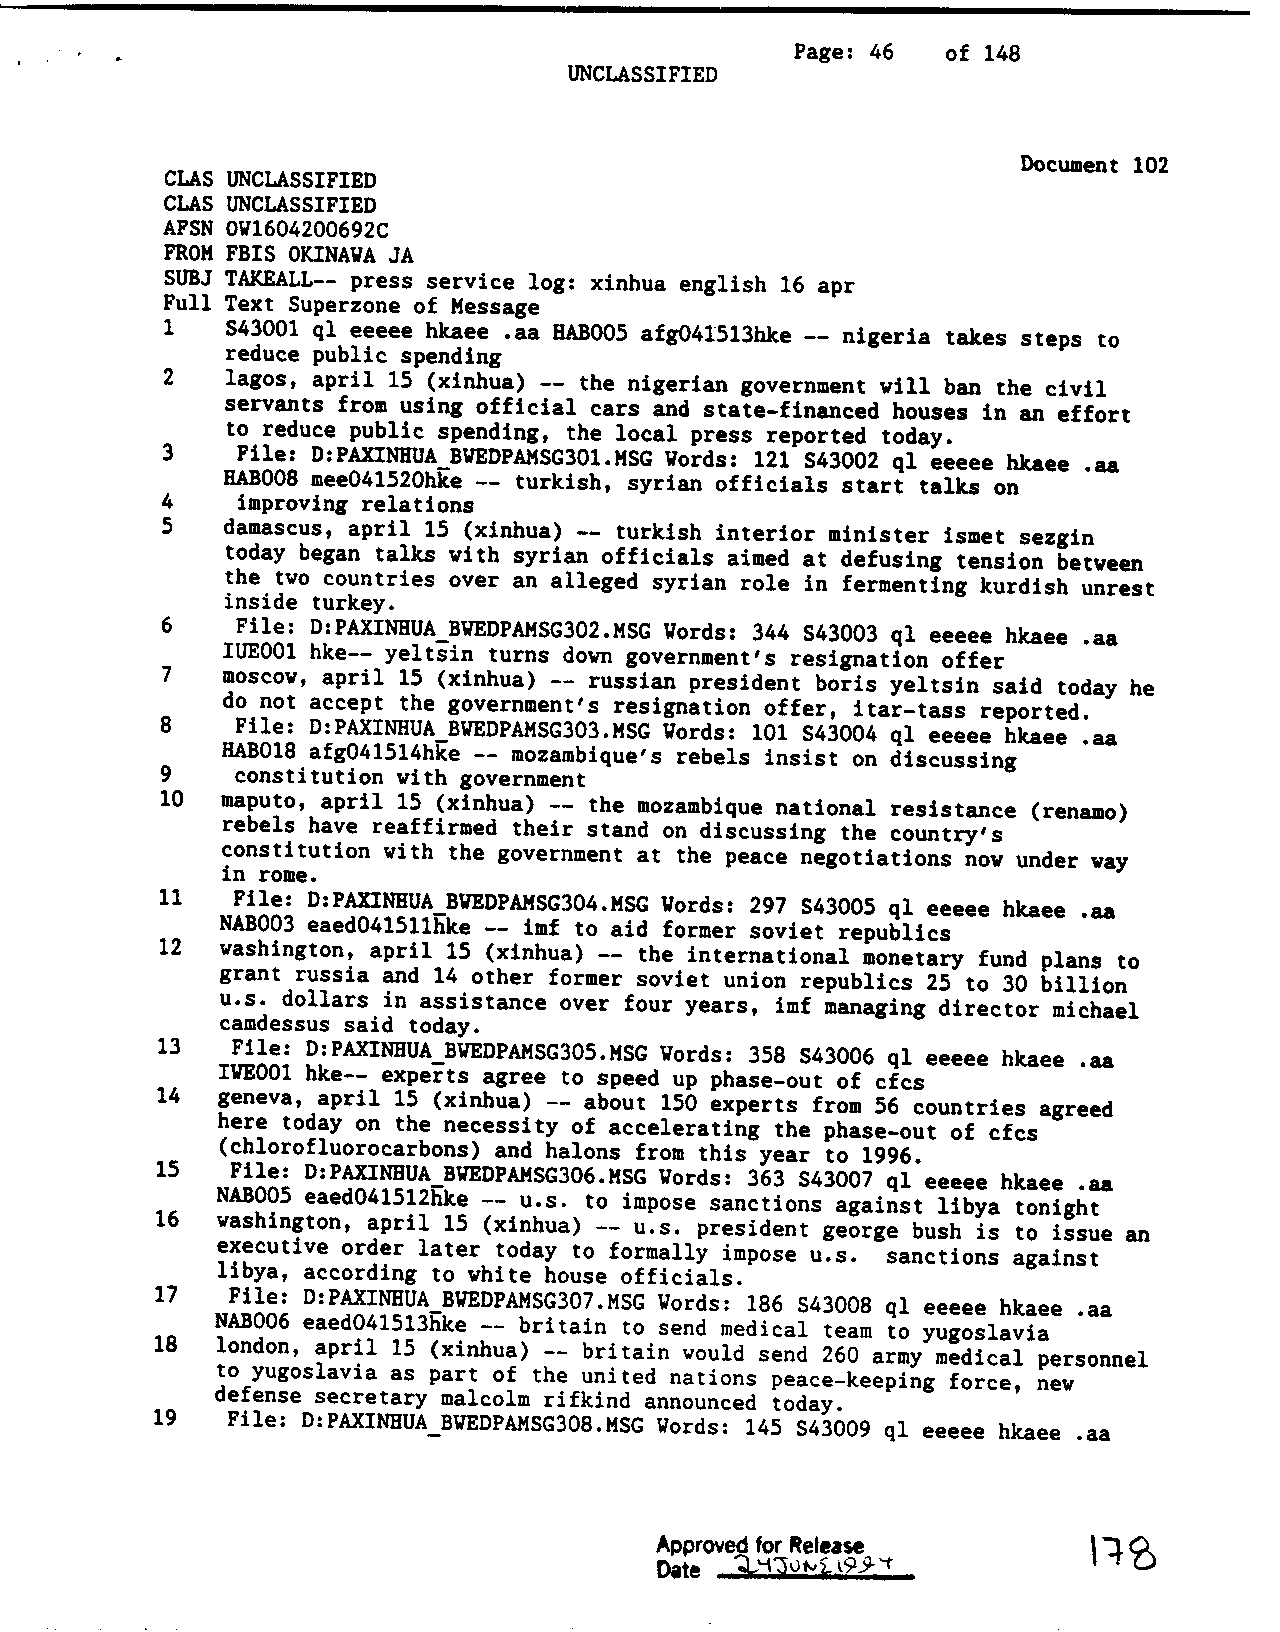 Page: 46 of 148
UNCLASSIFIED
Document 102
CLAS UNCLASSIFIED
CLAS UNCLASSIFIED
AFSN OW1604200692C
FROM FBIS OKINAWA JA
SUBJ TAKEALL-- press service log: xinhua english 16 apr
Full Text Superzone of Message
1 S43001 ql eeeee hkaee .aa HAB005 afg041513hke -- nigeria takes steps to
reduce public spending
2 lagos, april 15 (xinhua) -- the nigerian government will ban the civil
servants from using official cars and state-financed houses in an effort
to reduce public spending, the local press reported today.
3 File: D:PAXINHUA_BWEDPAMSG301.MSG Words: 121 S43002 ql eeeee hkaee .aa
HAB008 mee041520hke -- turkish, syrian officials start talks on
4 improving relations
5 damascus, april 15 (xinhua) -- turkish interior minister ismet sezgin
today began talks with syrian officials aimed at defusing tension between
the two countries over an alleged syrian role in fermenting kurdish unrest
inside turkey.
6 File: D:PAXINHUA_BWEDPAMSG302.MSG Words: 344 S43003 ql eeeee hkaee .aa
IUE001 hke-- yeltsin turns down government's resignation offer
7 moscow, april 15 (xinhua) -- russian president boris yeltsin said today he
do not accept the government's resignation offer, itar-tass reported.
8 File: D:PAXINHUA_BWEDPAMSG303.MSG Words: 101 S43004 ql eeeee hkaee .aa
HAB018 afg041514hke -- mozambique's rebels insist on discussing
9 constitution with government
10 maputo, april 15 (xinhua) -- the mozambique national resistance (renamo)
rebels have reaffirmed their stand on discussing the country's
constitution with the government at the peace negotiations now under way
in rome.
11 File: D:PAXINHUA_BWEDPAMSG304.MSG Words: 297 S43005 ql eeeee hkaee .aa
NAB003 eaed041511hke -- imf to aid former soviet republics
12 washington, april 15 (xinhua) -- the international monetary fund plans to
grant russia and 14 other former soviet union republics 25 to 30 billion
u.s. dollars in assistance over four years, imf managing director michael
camdessus said today.
13 File: D:PAXINHUA_BWEDPAMSG305.MSG Words: 358 S43006 ql eeeee hkaee .aa
IWE001 hke-- experts agree to speed up phase-out of cfcs
14 geneva, april 15 (xinhua) -- about 150 experts from 56 countries agreed
here today on the necessity of accelerating the phase-out of cfcs
(chlorofluorocarbons) and halons from this year to 1996.
15 File: D:PAXINHUA_BWEDPAMSG306.MSG Words: 363 S43007 ql eeeee hkaee .aa
NAB005 eaed041512hke -- u.s. to impose sanctions against libya tonight
16 washington, april 15 (xinhua) -- u.s. president george bush is to issue an
executive order later today to formally impose u.s. sanctions against
libya, according to white house officials.
17 File: D:PAXINHUA_BWEDPAMSG307.MSG Words: 186 S43008 ql eeeee hkaee .aa
NAB006 eaed041513hke -- britain to send medical team to yugoslavia
18 london, april 15 (xinhua) -- britain would send 260 army medical personnel
to yugoslavia as part of the united nations peace-keeping force, new
defense secretary malcolm rifkind announced today.
19 File: D:PAXINHUA_BWEDPAMSG308.MSG Words: 145 S43009 ql eeeee hkaee .aa
Approved for Release
Date 24 JUNE 1994
178